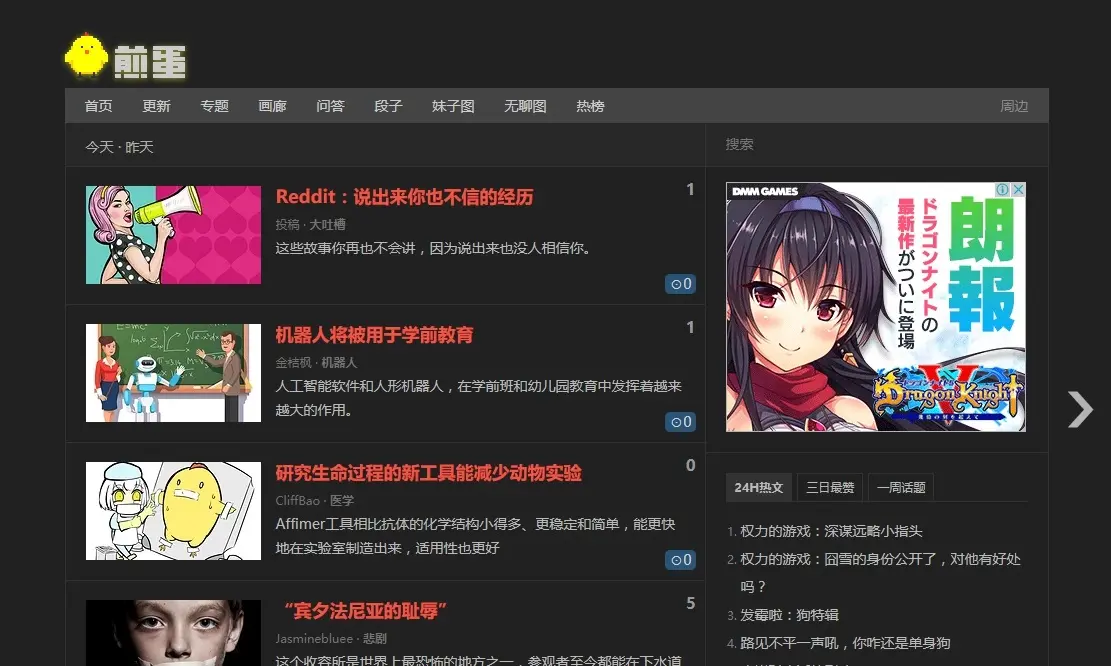 煎蛋
首页 更新 专题 画廊 问答 段子 妹子图 无聊图 热榜 周边
今天 · 昨天
搜索
Reddit：说出来你也不信的经历
1
投稿 · 大吐槽
这些故事你再也不会讲，因为说出来也没人相信你。
0
机器人将被用于学前教育
1
金桔枫 · 机器人
人工智能软件和人形机器人，在学前班和幼儿园教育中发挥着越来
越大的作用。
0
研究生命过程的新工具能减少动物实验
0
CliffBao · 医学
Affimer工具相比抗体的化学结构小得多、更稳定和简单，能更快
地在实验室制造出来，适用性也更好
0
“宾夕法尼亚的耻辱”
5
Jasminebluee · 悲剧
这个收容所是世界上最恐怖的地方之一，参观者至今都能在下水道
DMM GAMES
朗報
ドラゴンナイトの
最新作がついに登場
Dragon Knight
V
24H热文 三日最赞 一周话题
1. 权力的游戏：深谋远略小指头
2. 权力的游戏：囧雪的身份公开了，对他有好处
吗？
3. 发霉啦：狗特辑
4. 路见不平一声吼，你咋还是单身狗